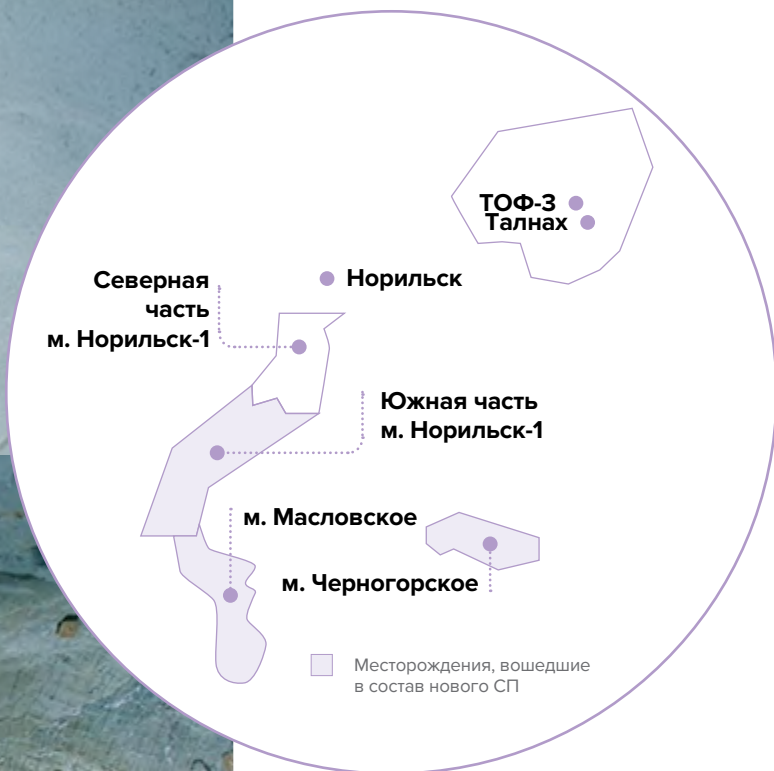 ТОФ-3
Талнах
Норильск
Северная
часть
м. Норильск-1
Южная часть
м. Норильск-1
м. Масловское
м. Черногорское
Месторождения, вошедшие
в состав нового СП